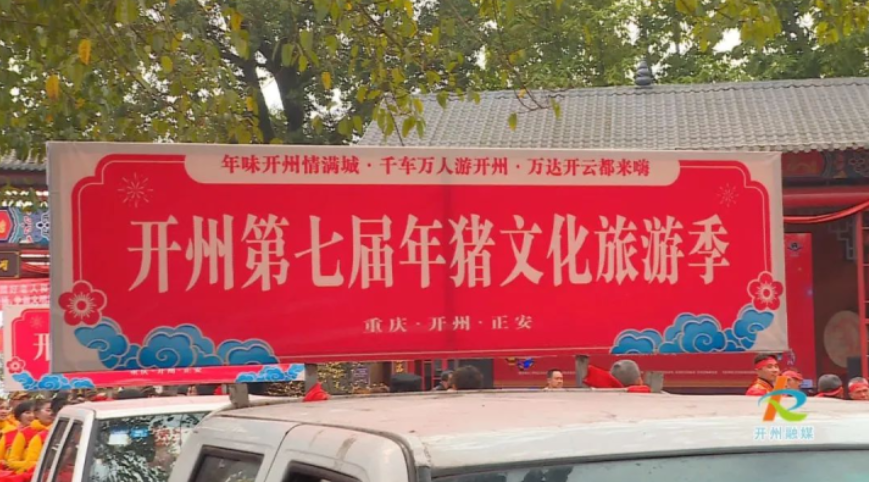 年味开州情满城·千车万人游开州·万达开云都来嗨
开州第七届年猪文化旅游季
重庆·开州·正安
开州融媒